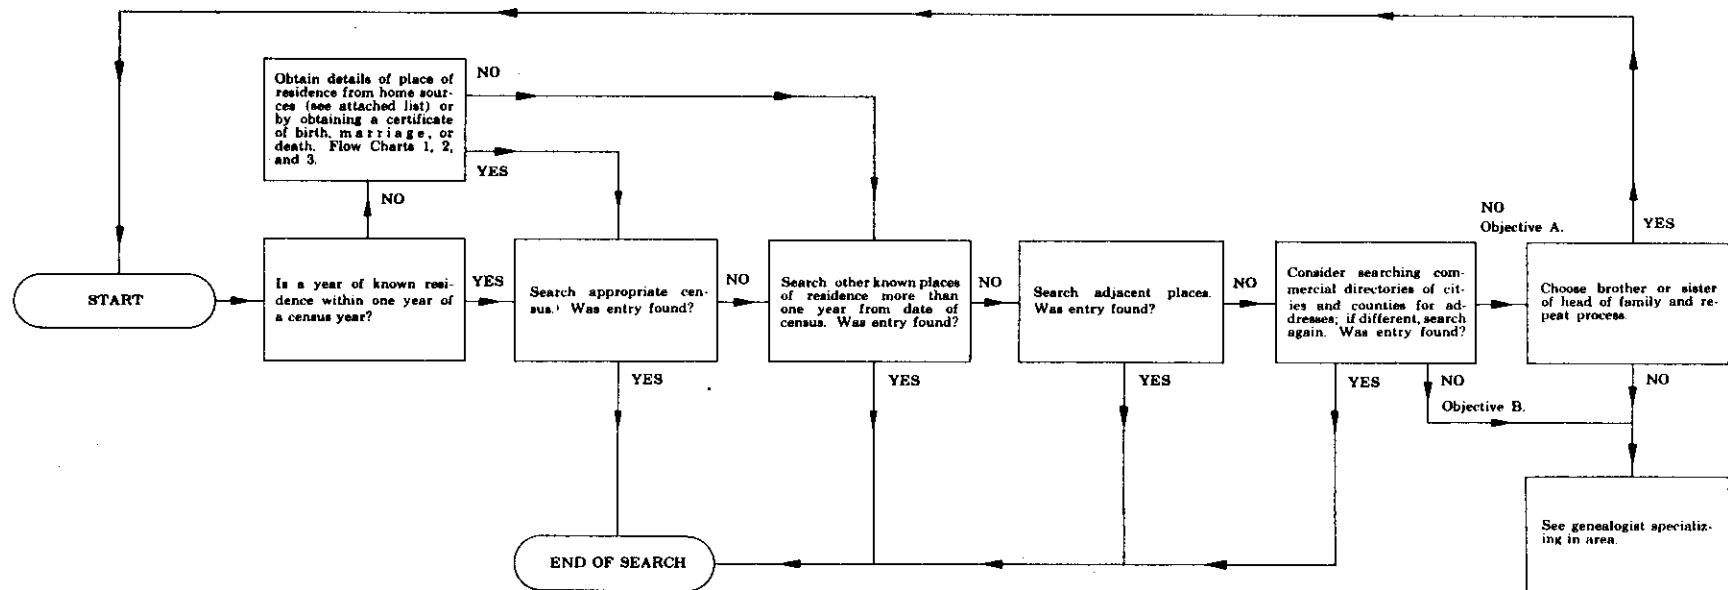 Obtain details of place of
residence from home sour-
ces (see attached list) or
by obtaining a certificate
of birth, marriage, or
death. Flow Charts 1, 2,
and 3.
NO
YES
NO
START
Is a year of known resi-
dence within one year of
a census year?
YES
Search appropriate cen-
sus. Was entry found?
NO
YES
Search other known places
of residence more than
one year from date of
census. Was entry found?
NO
YES
Search adjacent places.
Was entry found?
NO
YES
Consider searching com-
mercial directories of cit-
ies and counties for ad-
dresses; if different, search
again. Was entry found?
NO
Objective A.
YES
NO
Objective B.
Choose brother or sister
of head of family and re-
peat process.
YES
NO
See genealogist specializ-
ing in area.
END OF SEARCH